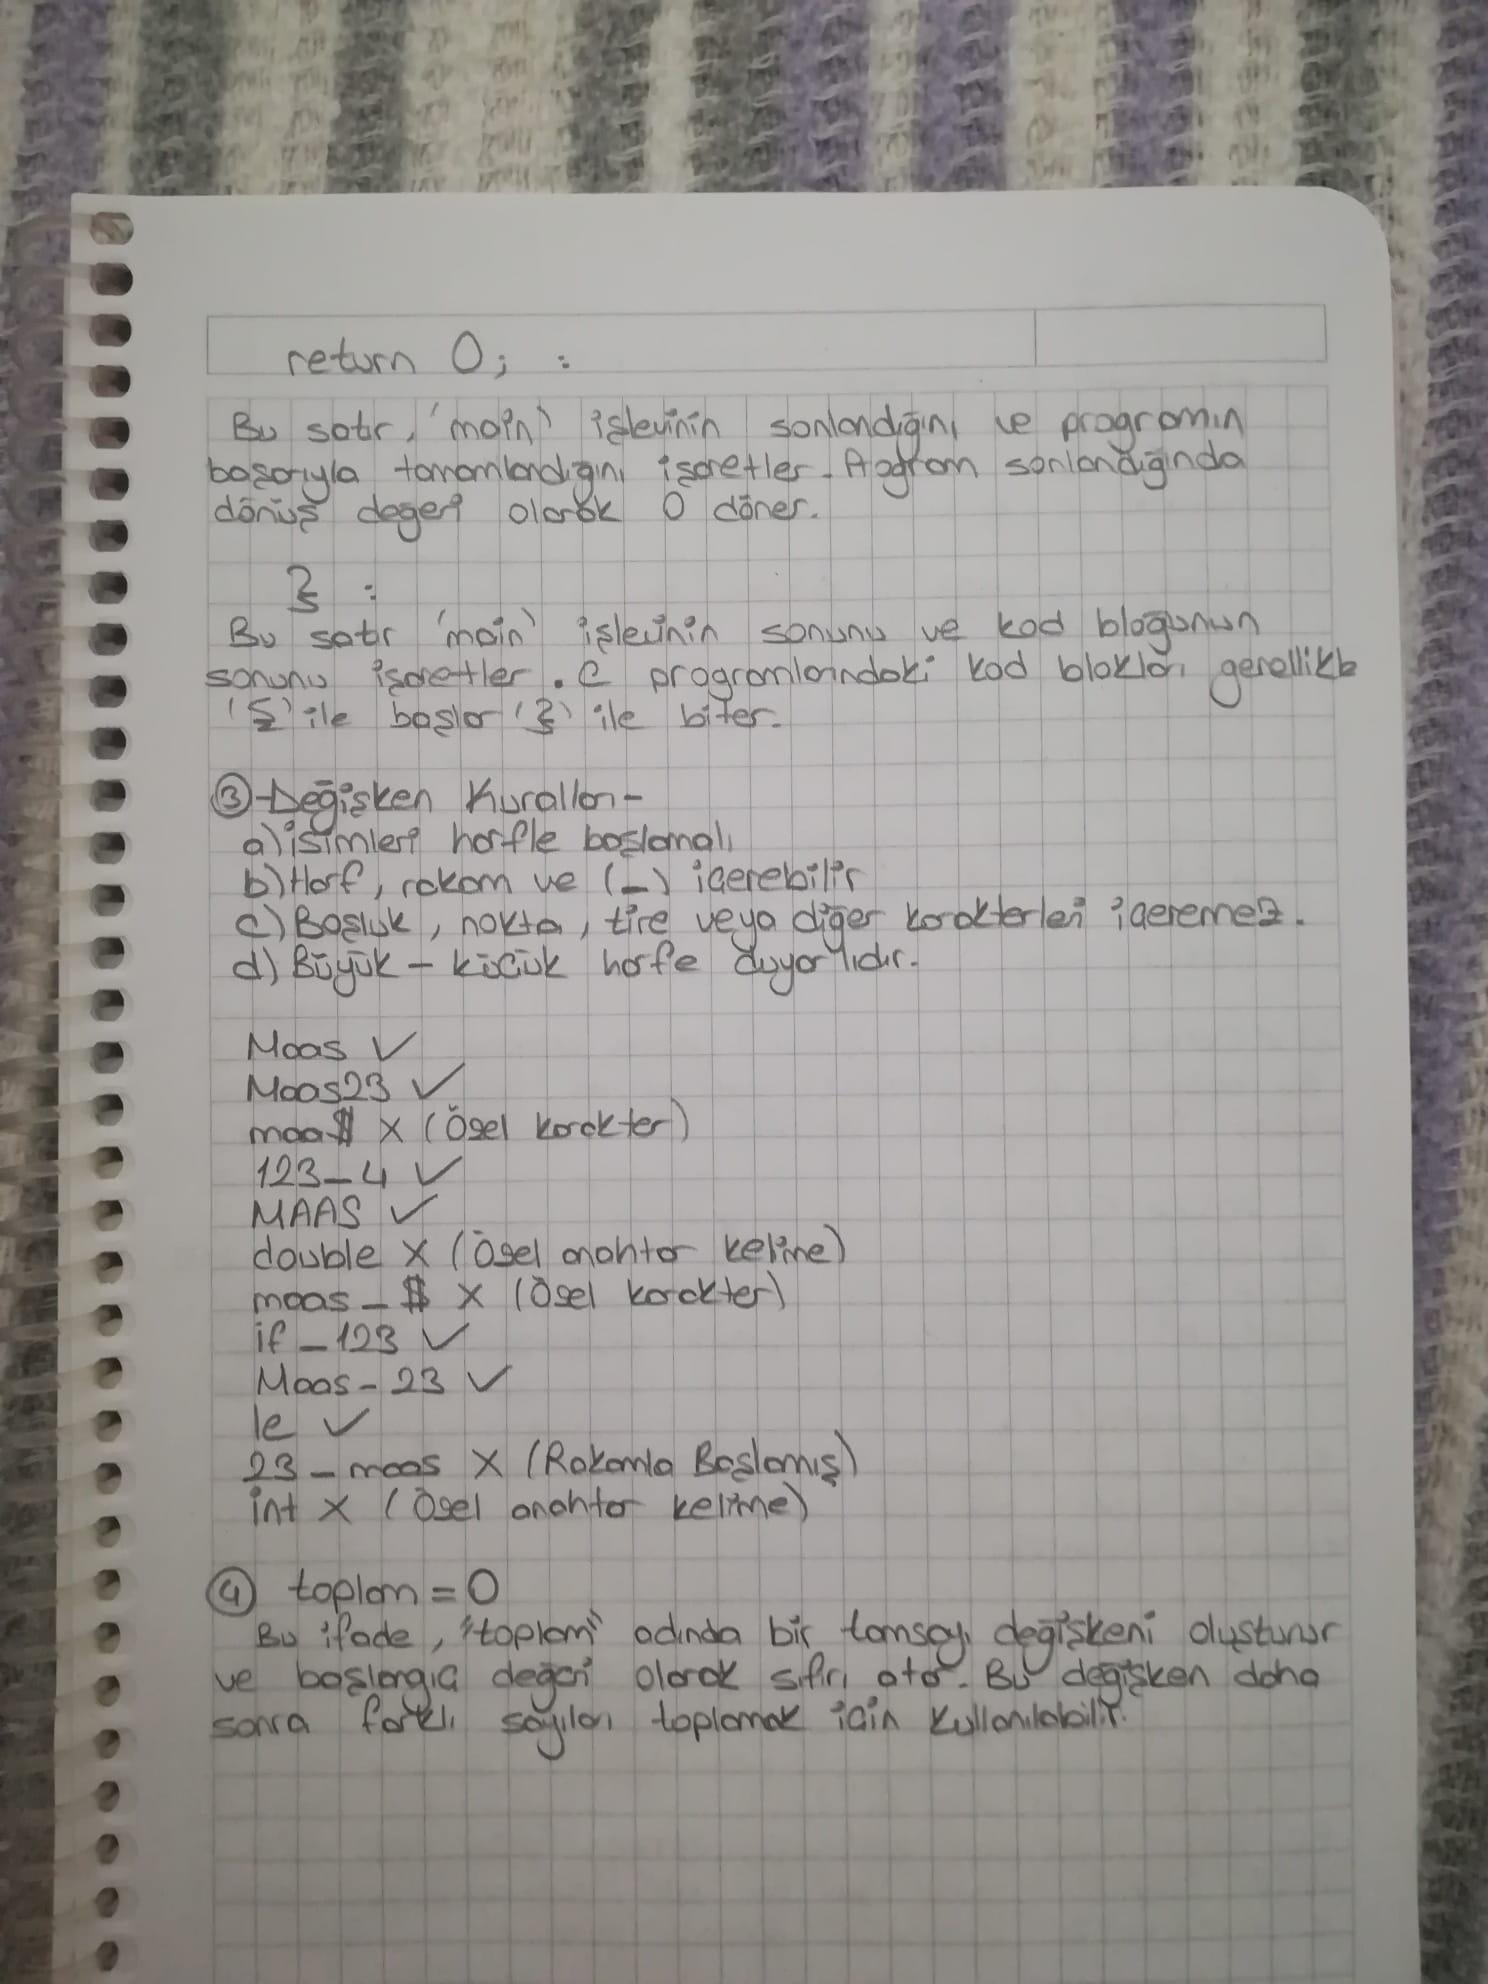 return 0; :
Bu satır, 'main' işlevinin sonlandığını ve programın
başarıyla tamamlandığını işaretler. Program sonlandığında
dönüş değeri olarak 0 döner.
} :
Bu satır 'main' işlevinin sonunu ve kod bloğunun
sonunu işaretler. C programlarındaki kod blokları genellikle
'{' ile başlar '}' ile biter.
③-Değişken Kuralları-
a) isimleri harfle başlamalı
b) Harf, rakam ve (_) içerebilir
c) Boşluk, nokta, tire veya diğer karakterleri içeremez.
d) Büyük - küçük harfe duyarlıdır.
Maas ✓
Maas23 ✓
maa$ X (Özel karakter)
123_4 ✓
MAAS ✓
double X (Özel anahtar kelime)
maas_$ X (Özel karakter)
if_123 ✓
Maas_23 ✓
le ✓
23_maas X (Rakamla Başlamış)
int X (Özel anahtar kelime)
④ toplam = 0
Bu ifade, "toplam" adında bir tamsayı değişkeni oluşturur
ve başlangıç değeri olarak sıfırı atar. Bu değişken daha
sonra farklı sayıları toplamak için kullanılabilir.